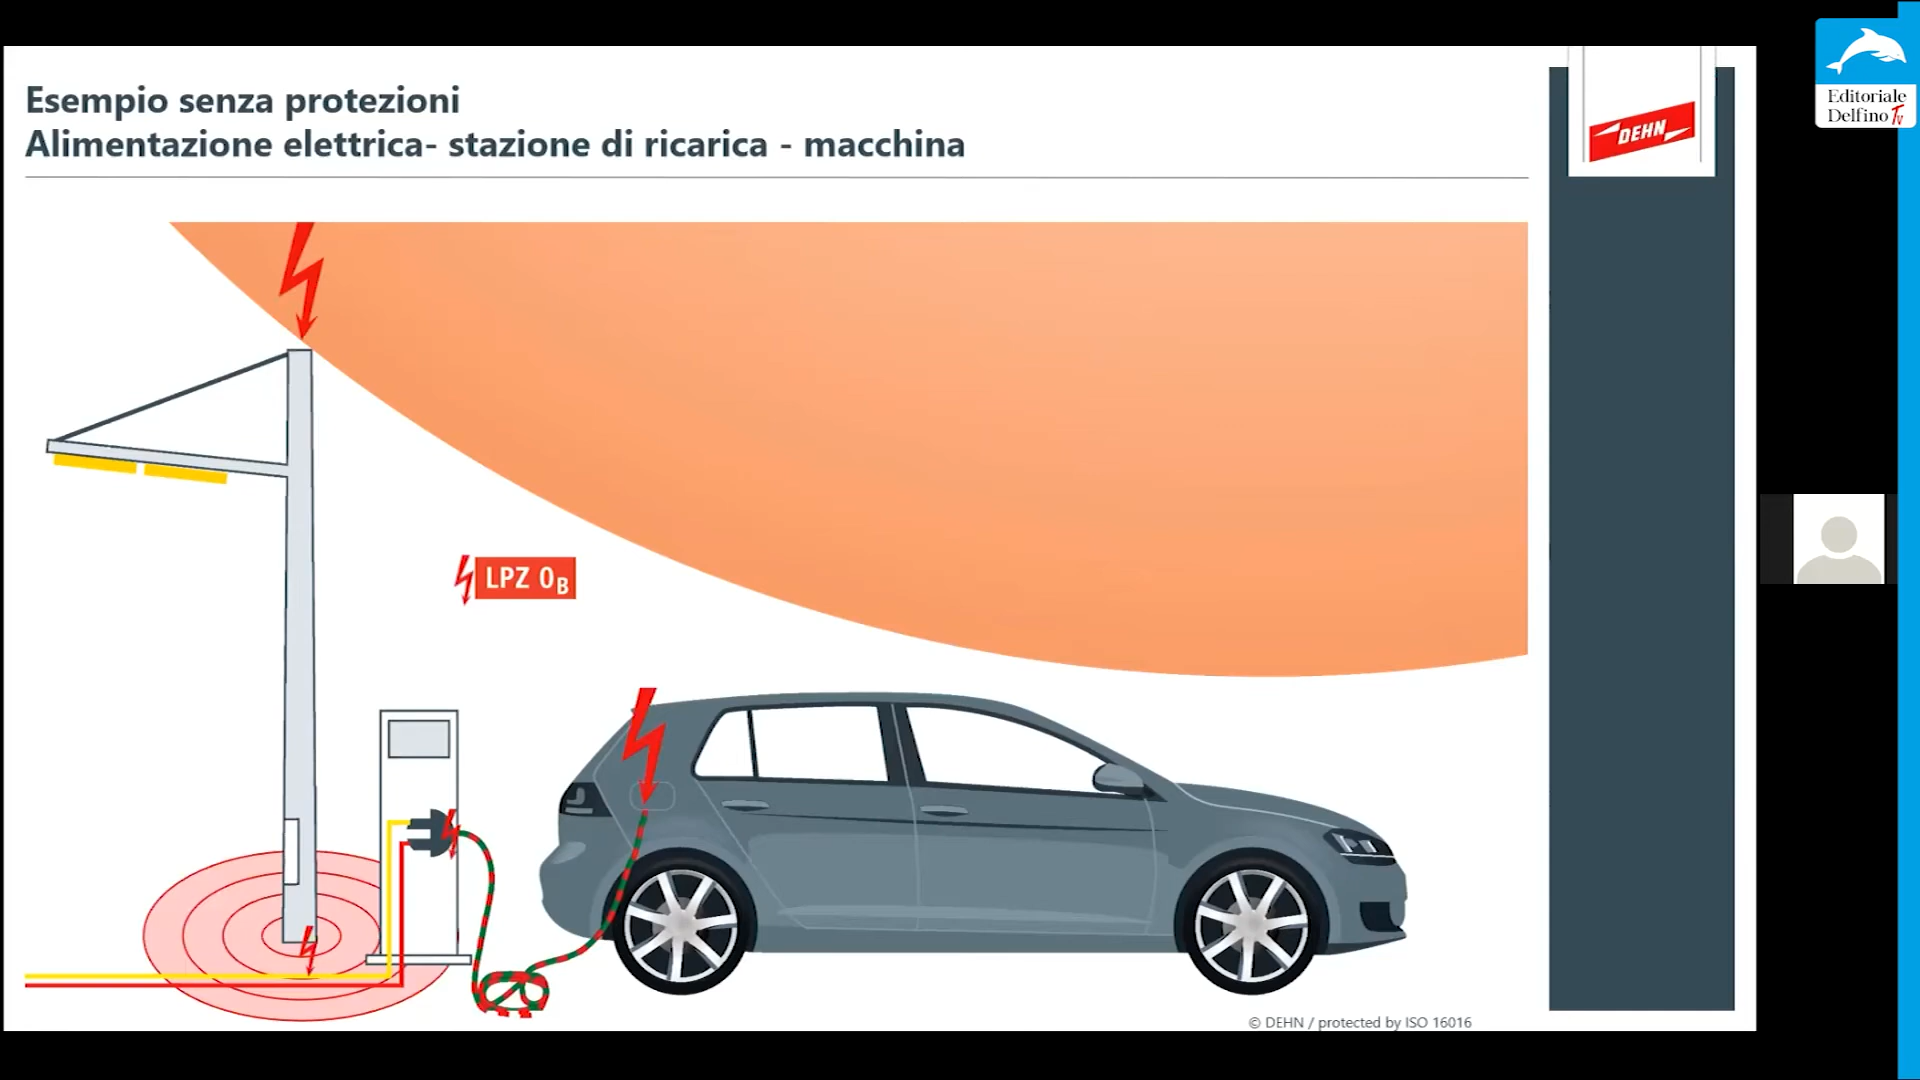 Esempio senza protezioni
Alimentazione elettrica- stazione di ricarica - macchina
DEHN
Editoriale
Delfino Tv
LPZ 0B
© DEHN / protected by ISO 16016